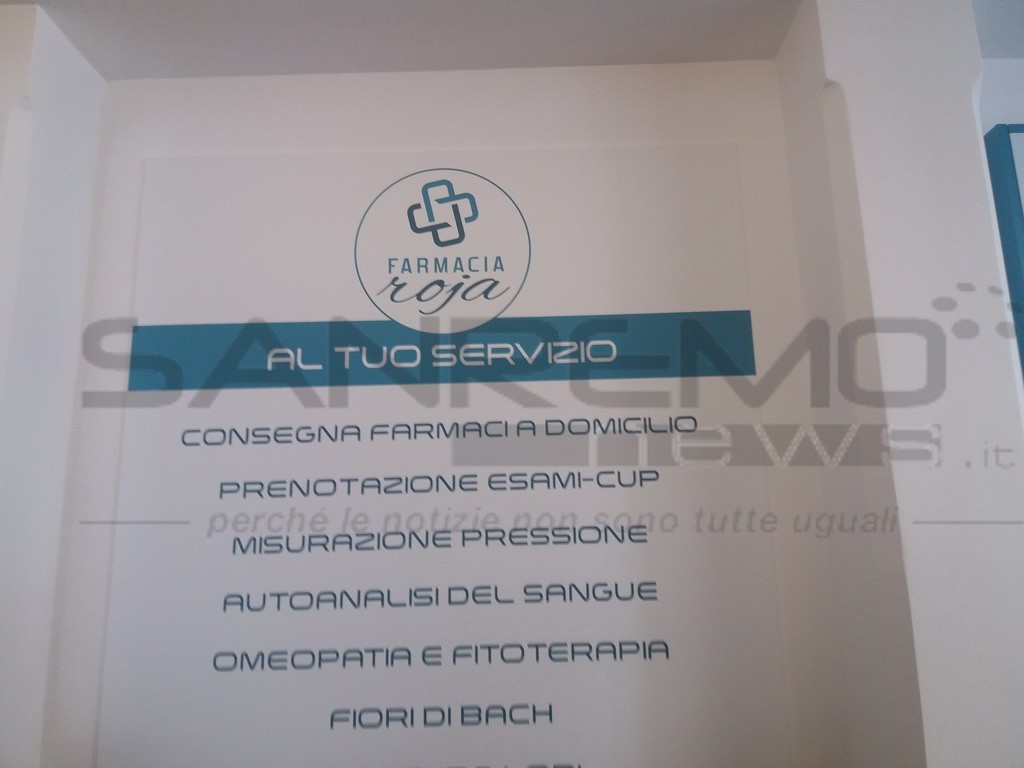 FARMACIA
roja
AL TUO SERVIZIO
SANREMO
CONSEGNA FARMACI A DOMICILIO
news.it
PRENOTAZIONE ESAMI-CUP
perché le notizie non sono tutte uguali
MISURAZIONE PRESSIONE
AUTOANALISI DEL SANGUE
OMEOPATIA E FITOTERAPIA
FIORI DI BACH